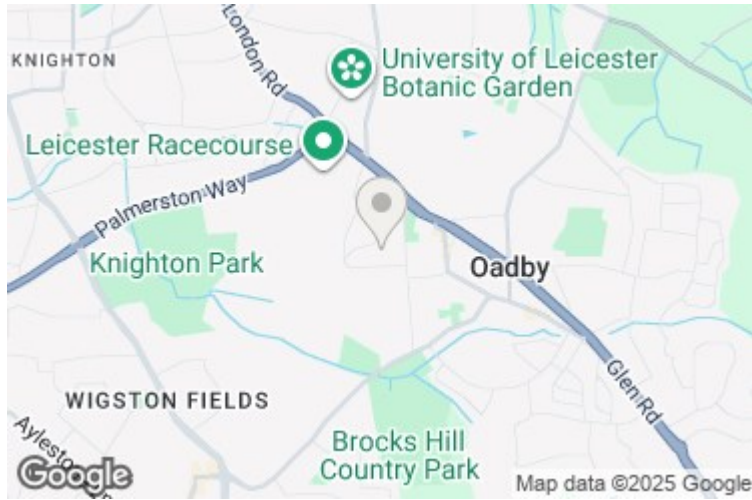 KNIGHTON
London Rd
University of Leicester
Botanic Garden
Leicester Racecourse
Palmerston Way
Knighton Park
Oadby
WIGSTON FIELDS
Glen Rd
Brocks Hill
Country Park
Google
Map data ©2025 Google